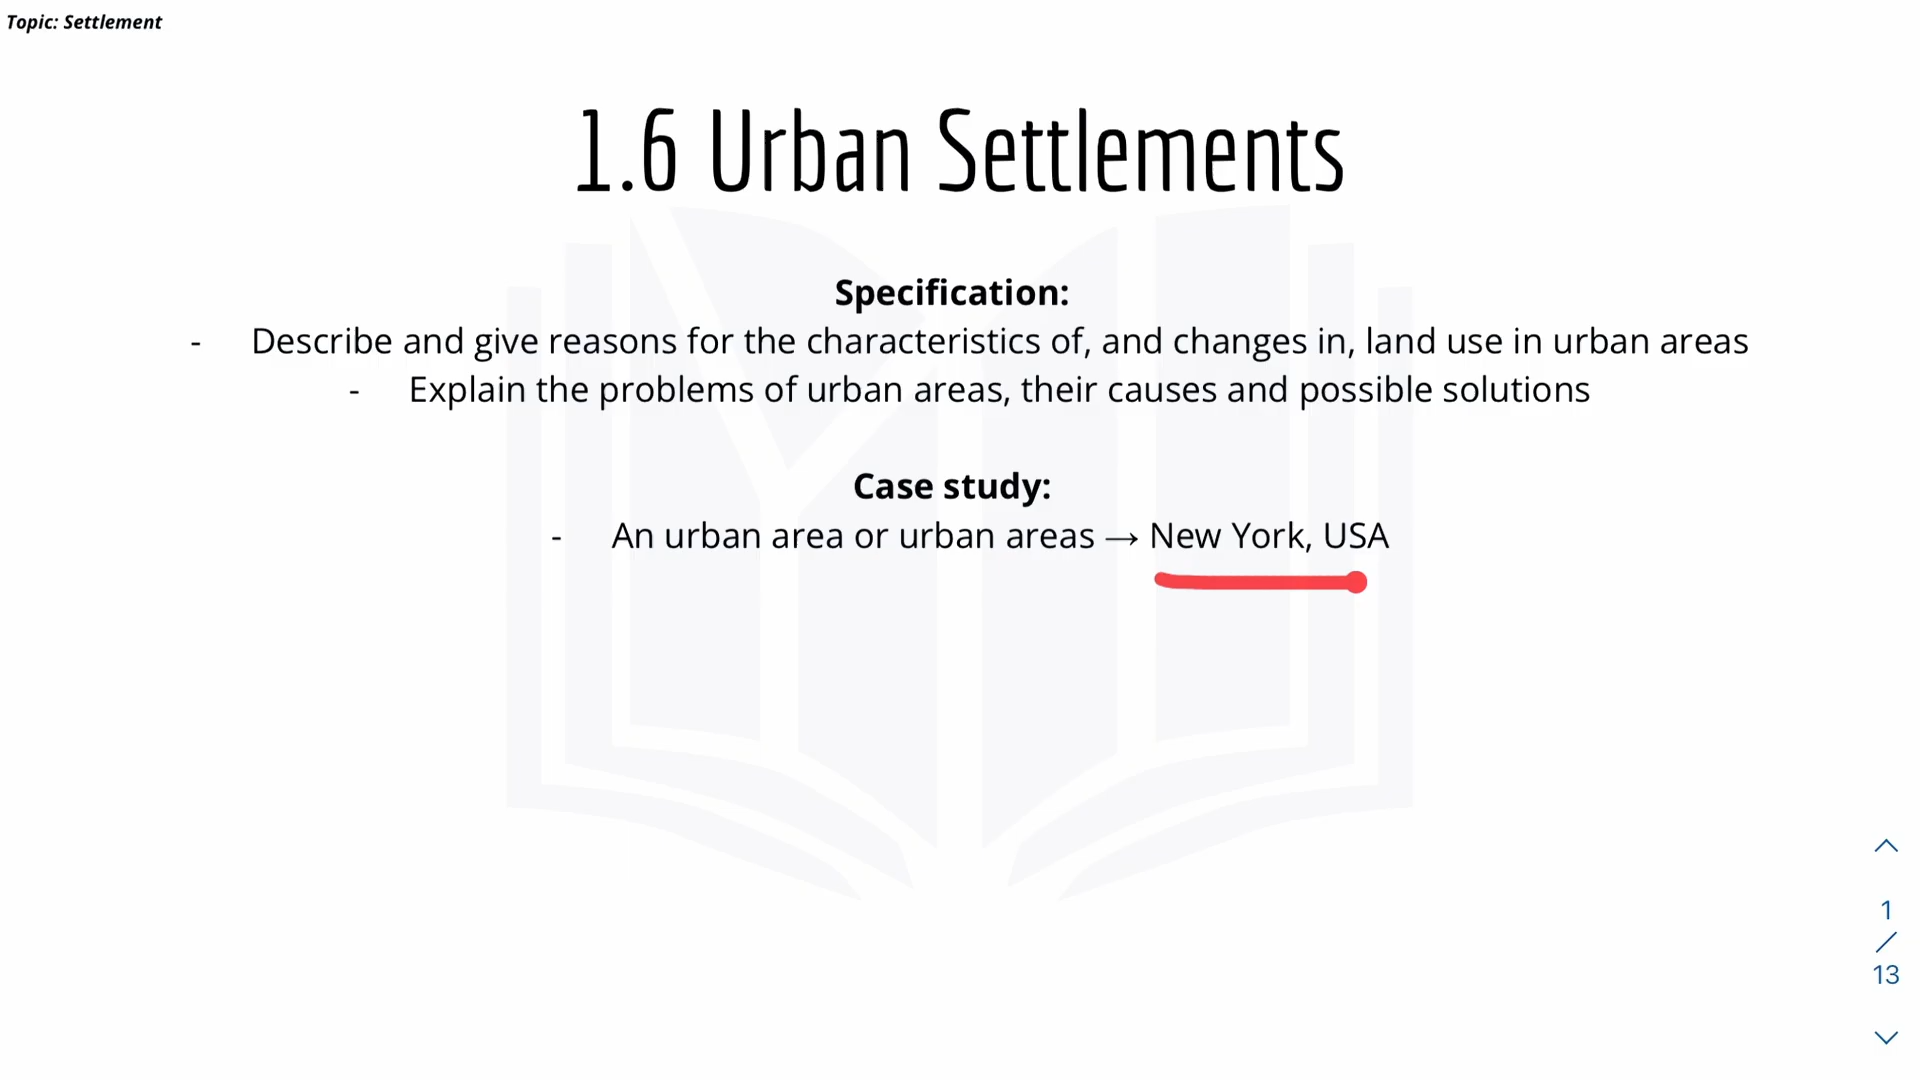 Topic: Settlement
1.6 Urban Settlements
Specification:
- Describe and give reasons for the characteristics of, and changes in, land use in urban areas
- Explain the problems of urban areas, their causes and possible solutions
Case study:
- An urban area or urban areas → New York, USA
1
/
13